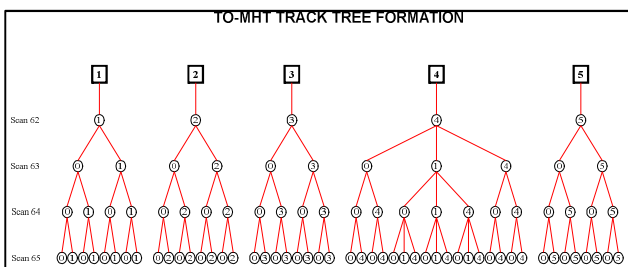 TO-MHT TRACK TREE FORMATION
1 2 3 4 5
Scan 62 1 2 3 4 5
Scan 63 0 1 0 2 0 3 0 1 4 0 5
Scan 64 0 1 0 1 0 2 0 2 0 3 0 3 0 4 0 1 4 0 4 0 5 0 5
Scan 65 0 1 0 1 0 1 0 1 0 2 0 2 0 2 0 2 0 3 0 3 0 3 0 3 0 4 0 4 0 1 4 0 1 4 0 1 4 0 4 0 4 0 5 0 5 0 5 0 5